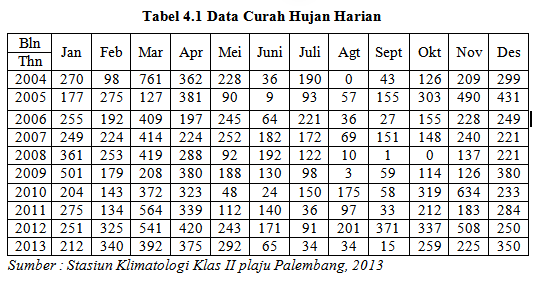 Tabel 4.1 Data Curah Hujan Harian
Bln Jan Feb Mar Apr Mei Juni Juli Agt Sept Okt Nov Des
Thn
2004 270 98 761 362 228 36 190 0 43 126 209 299
2005 177 275 127 381 90 9 93 57 155 303 490 431
2006 255 192 409 197 245 64 221 36 27 155 228 249
2007 249 224 414 224 252 182 172 69 151 148 240 221
2008 361 253 419 288 92 192 122 10 1 0 137 221
2009 501 179 208 380 188 130 98 3 59 114 126 380
2010 204 143 372 323 48 24 150 175 58 319 634 233
2011 275 134 564 339 112 140 36 97 33 212 183 284
2012 251 325 541 420 243 171 91 201 371 337 508 250
2013 212 340 392 375 292 65 34 34 15 259 225 350
Sumber : Stasiun Klimatologi Klas II plaju Palembang, 2013